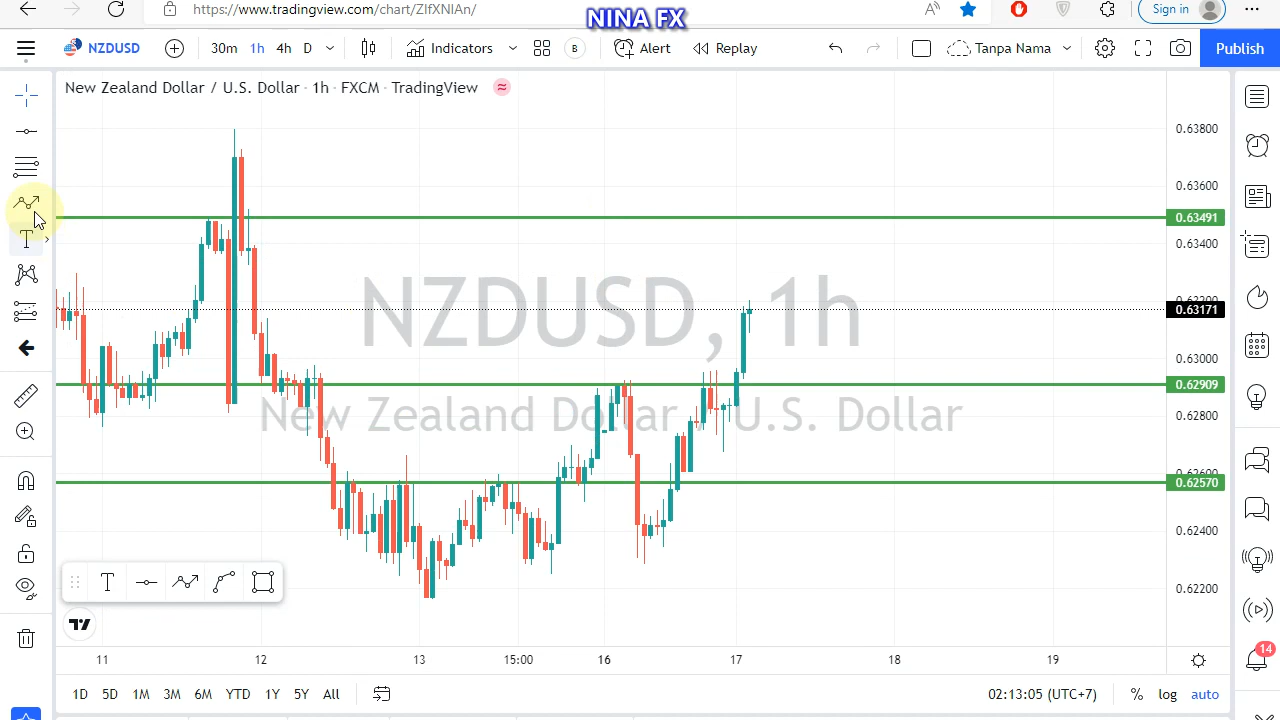 https://www.tradingview.com/chart/ZIfXNIAn/
NINA FX
A
Sign in
NZDUSD
30m 1h 4h D
Indicators
B
Alert
Replay
Tanpa Nama
Publish
New Zealand Dollar / U.S. Dollar · 1h · FXCM · TradingView
NZDUSD, 1h
New Zealand Dollar / U.S. Dollar
0.63800
0.63600
0.63491
0.63400
0.63171
0.63000
0.62909
0.62800
0.62570
0.62400
0.62200
T
T
11 12 13 15:00 16 17 18 19
1D 5D 1M 3M 6M YTD 1Y 5Y All
02:13:05 (UTC+7)
% log auto
14